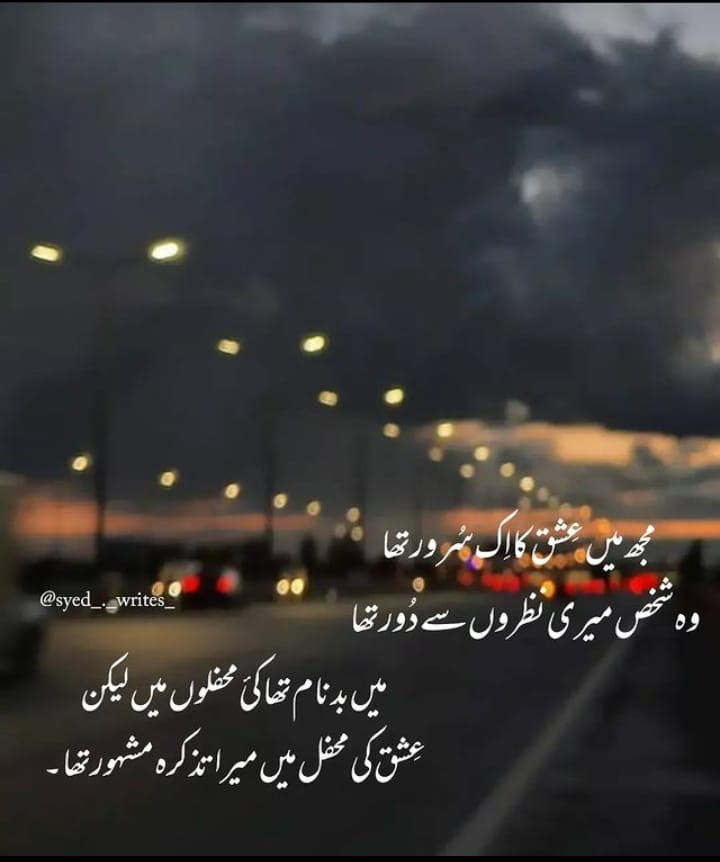 مجھ میں عِشق کا اِک سُرور تھا
وہ شخص میری نظروں سے دُور تھا
@syed_._writes_
میں بدنام تھا کئ محفلوں میں لیکن
عِشق کی محفل میں میرا تذکرہ مشہور تھا۔